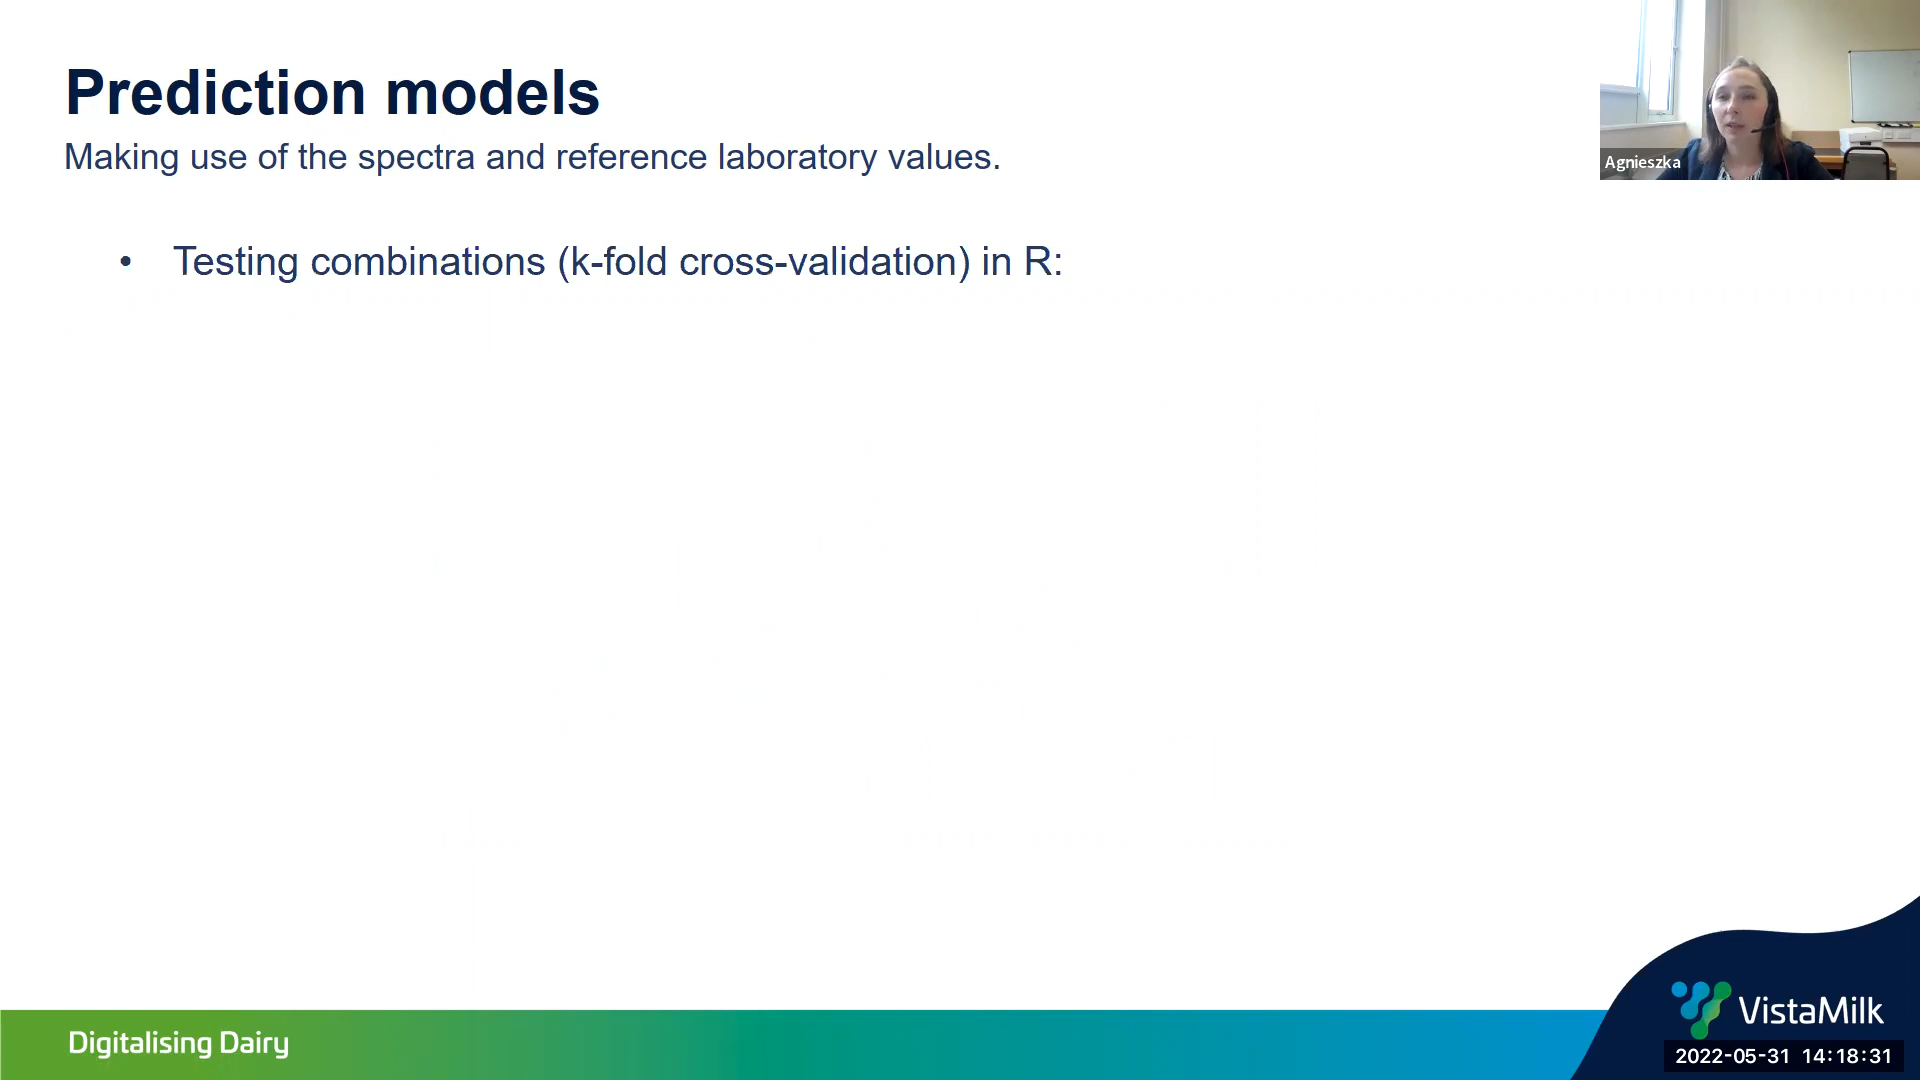 Prediction models
Making use of the spectra and reference laboratory values.
Agnieszka
• Testing combinations (k-fold cross-validation) in R:
Digitalising Dairy
VistaMilk
2022-05-31 14:18:31